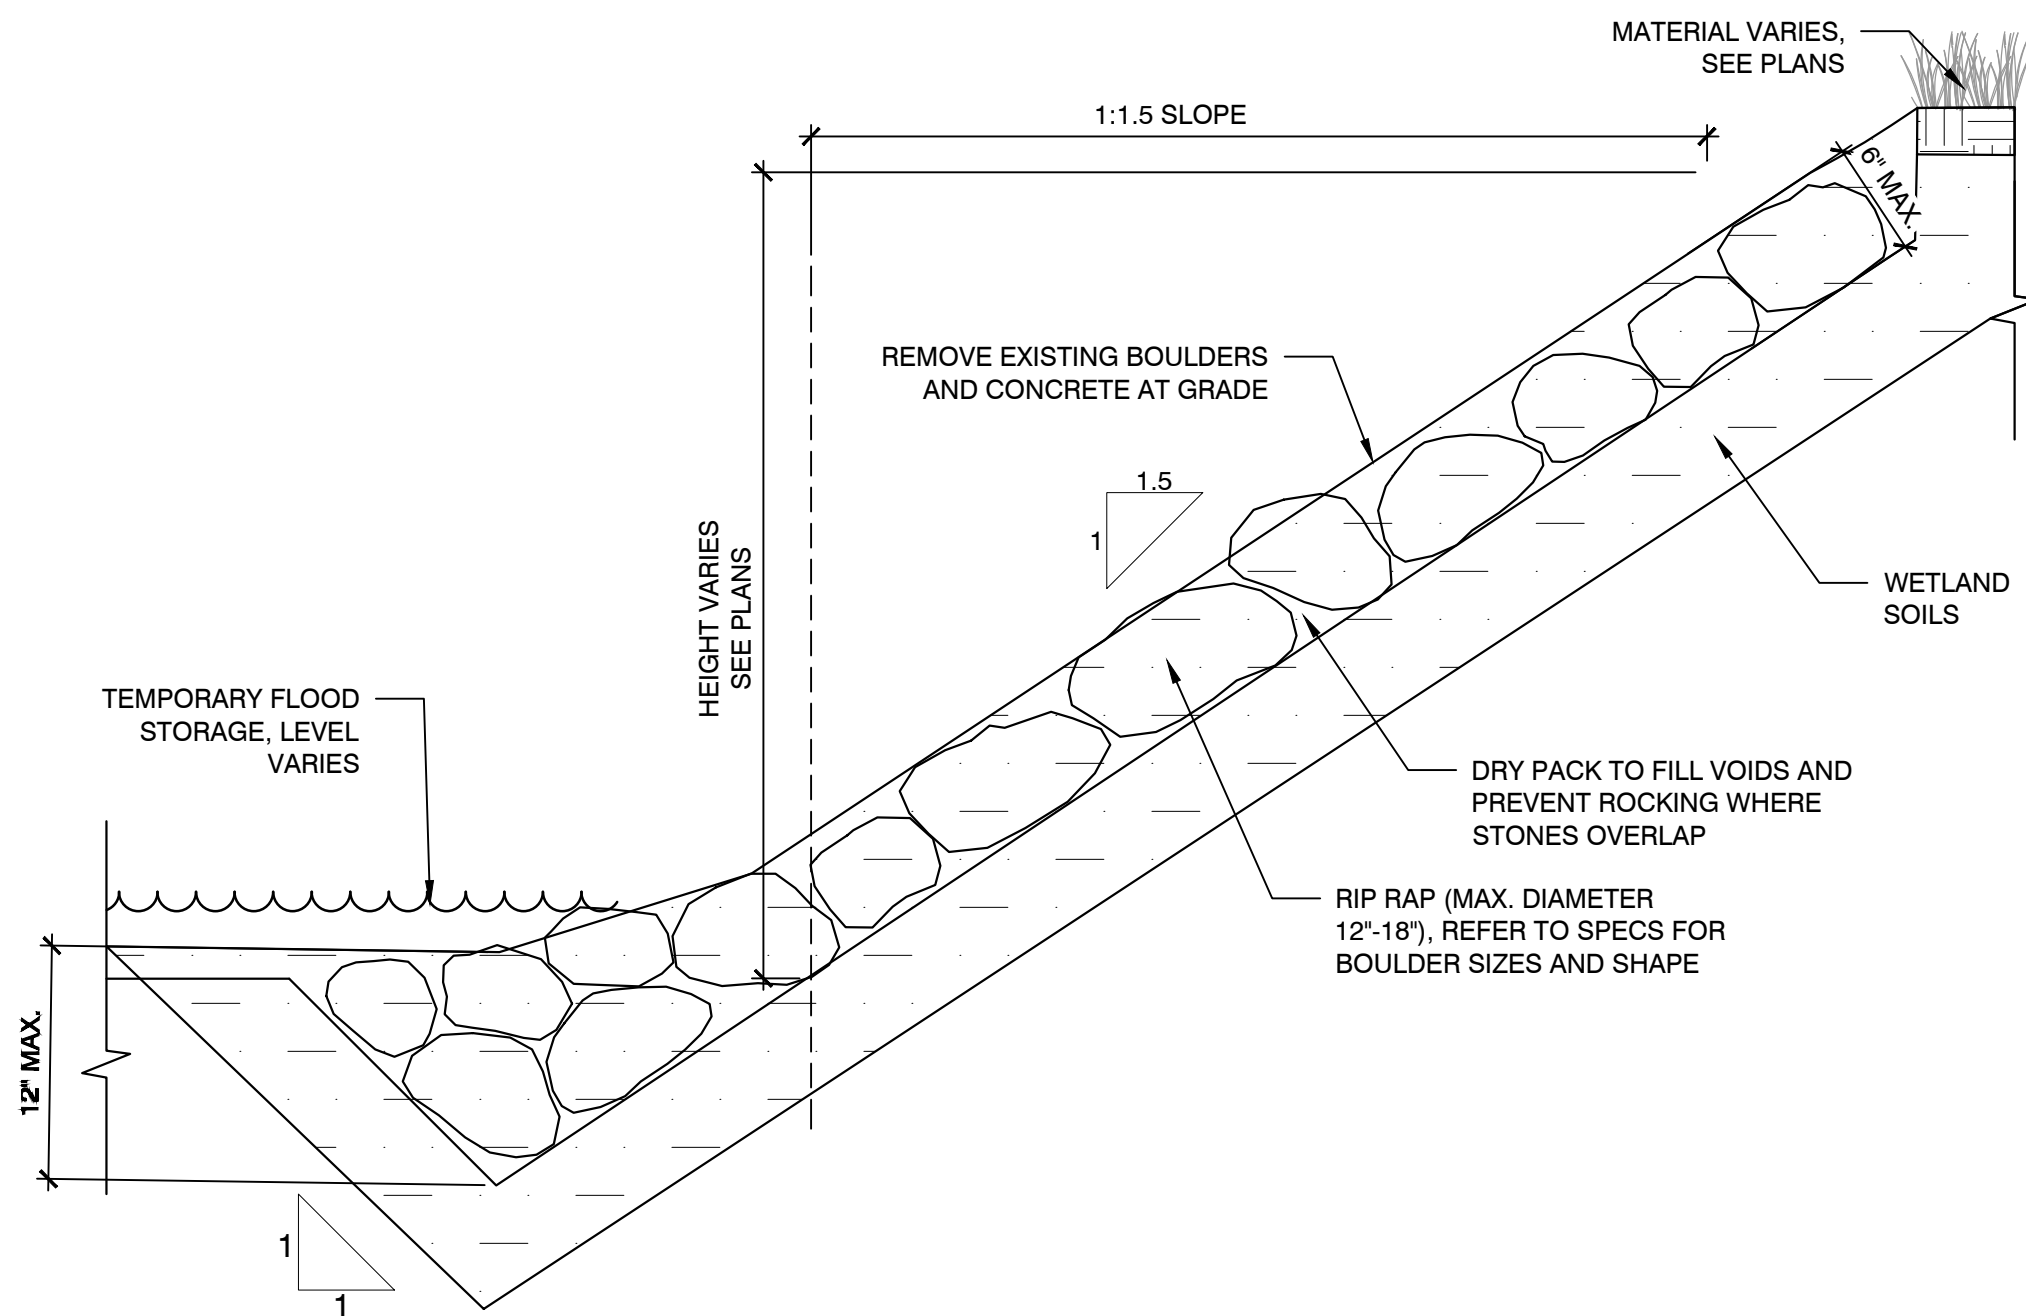 MATERIAL VARIES,
SEE PLANS
1:1.5 SLOPE
6" MAX.
REMOVE EXISTING BOULDERS
AND CONCRETE AT GRADE
1.5
1
HEIGHT VARIES
SEE PLANS
WETLAND
SOILS
TEMPORARY FLOOD
STORAGE, LEVEL
VARIES
DRY PACK TO FILL VOIDS AND
PREVENT ROCKING WHERE
STONES OVERLAP
RIP RAP (MAX. DIAMETER
12"-18"), REFER TO SPECS FOR
BOULDER SIZES AND SHAPE
12" MAX.
1
1